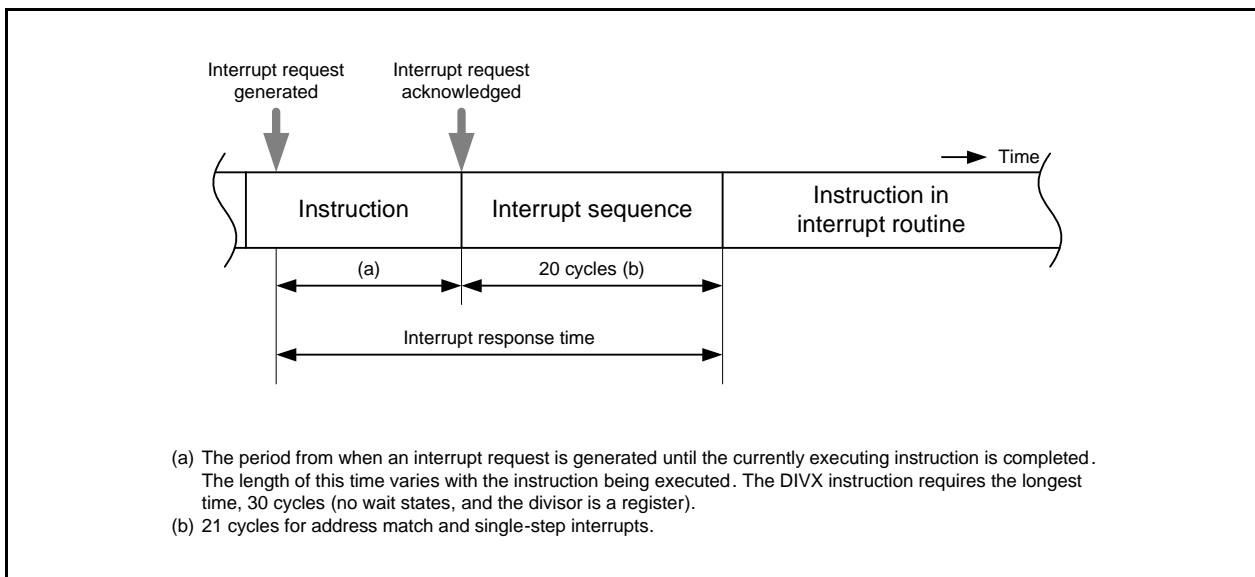 Interrupt request
generated
Interrupt request
acknowledged
Time
Instruction
Interrupt sequence
Instruction in
interrupt routine
(a)
20 cycles (b)
Interrupt response time
(a) The period from when an interrupt request is generated until the currently executing instruction is completed.
The length of this time varies with the instruction being executed. The DIVX instruction requires the longest
time, 30 cycles (no wait states, and the divisor is a register).
(b) 21 cycles for address match and single-step interrupts.